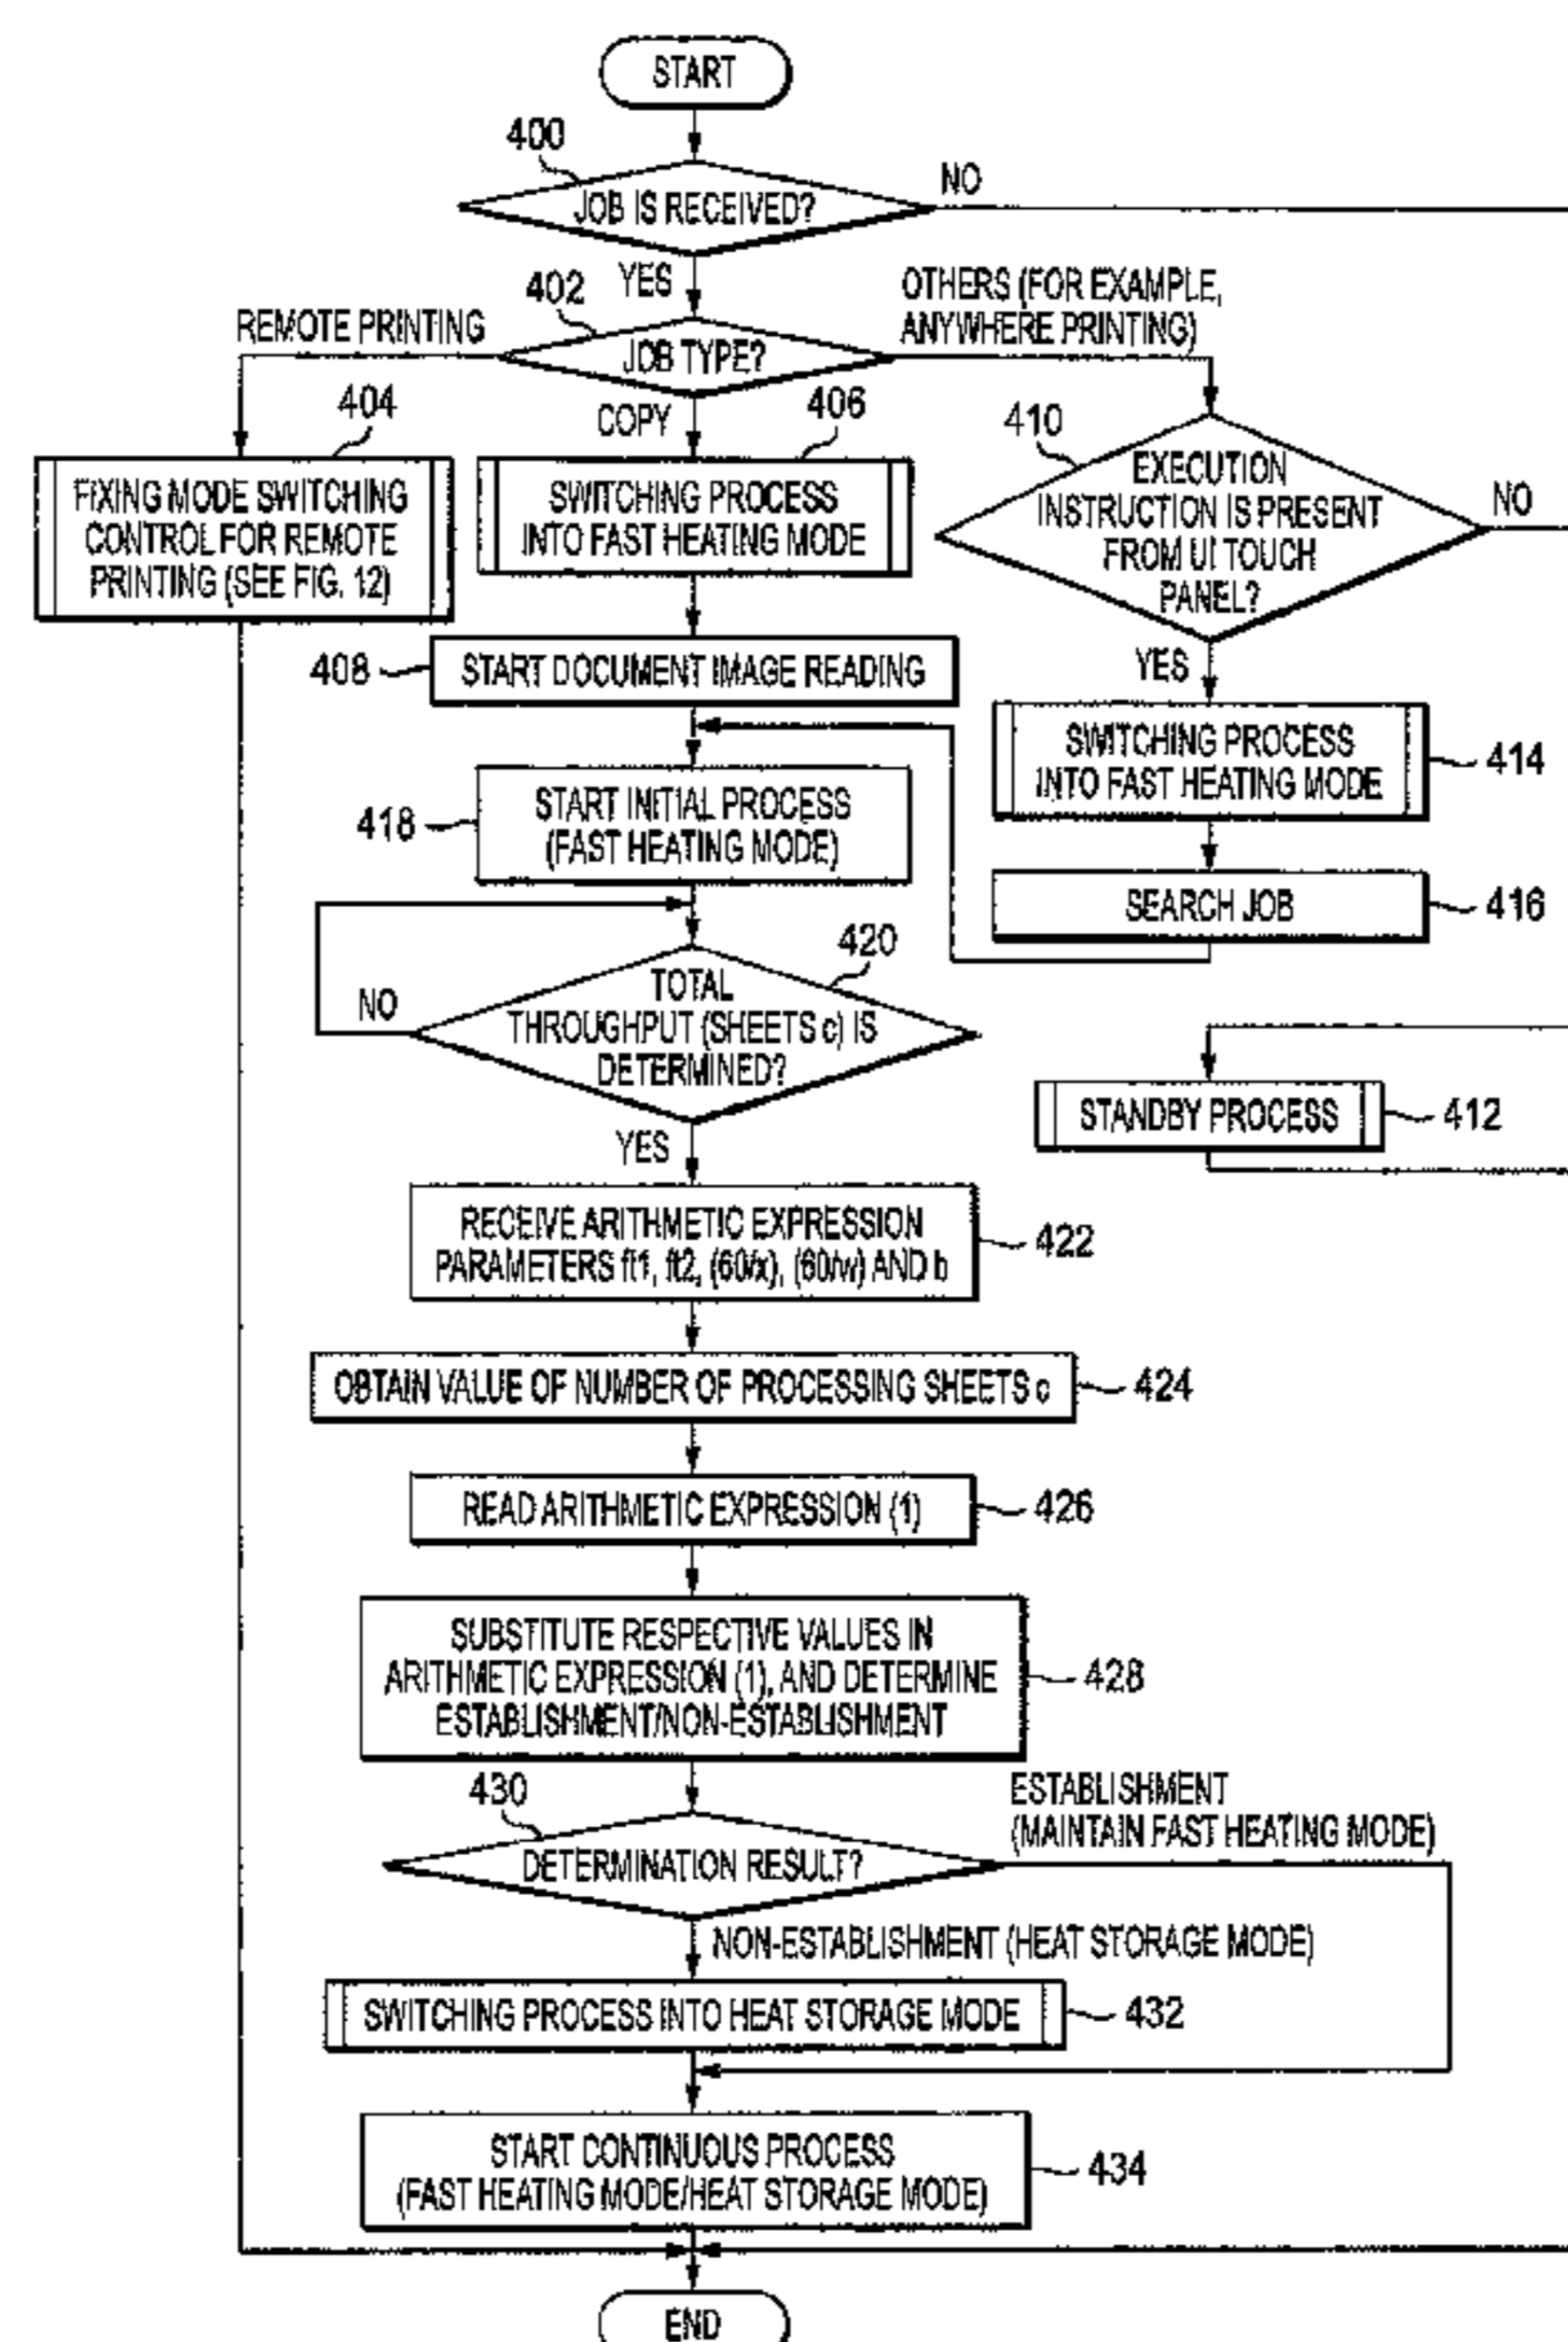 START
400
JOB IS RECEIVED?
NO
YES
402
JOB TYPE?
REMOTE PRINTING
OTHERS (FOR EXAMPLE,
ANYWHERE PRINTING)
COPY
404
FIXING MODE SWITCHING
CONTROL FOR REMOTE
PRINTING (SEE FIG. 12)
406
SWITCHING PROCESS
INTO FAST HEATING MODE
410
EXECUTION
INSTRUCTION IS PRESENT
FROM UI TOUCH
PANEL?
NO
YES
408
START DOCUMENT IMAGE READING
SWITCHING PROCESS
INTO FAST HEATING MODE
414
418
START INITIAL PROCESS
(FAST HEATING MODE)
SEARCH JOB
416
420
TOTAL
THROUGHPUT (SHEETS c) IS
DETERMINED?
NO
YES
STANDBY PROCESS
412
RECEIVE ARITHMETIC EXPRESSION
PARAMETERS ft1, ft2, (60/x), (60/w) AND b
422
OBTAIN VALUE OF NUMBER OF PROCESSING SHEETS c
424
READ ARITHMETIC EXPRESSION (1)
426
SUBSTITUTE RESPECTIVE VALUES IN
ARITHMETIC EXPRESSION (1), AND DETERMINE
ESTABLISHMENT/NON-ESTABLISHMENT
428
430
DETERMINATION RESULT?
ESTABLISHMENT
(MAINTAIN FAST HEATING MODE)
NON-ESTABLISHMENT (HEAT STORAGE MODE)
SWITCHING PROCESS INTO HEAT STORAGE MODE
432
START CONTINUOUS PROCESS
(FAST HEATING MODE/HEAT STORAGE MODE)
434
END